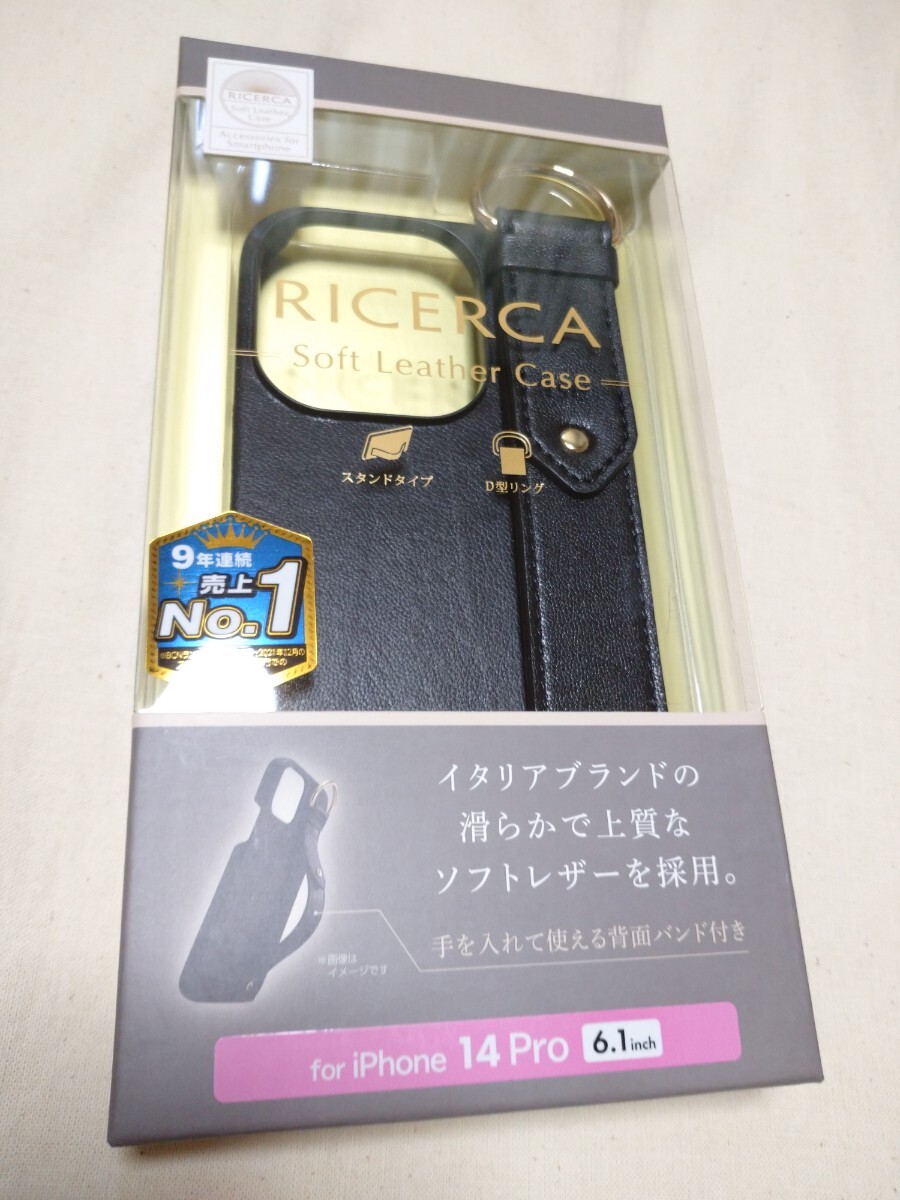 RICERCA
Soft Leather
Case
Accessories for
Smartphone
RICERCA
Soft Leather Case
スタンドタイプ
D型リング
9年連続
売上
No.1
イタリアブランドの
滑らかで上質な
ソフトレザーを採用。
手を入れて使える背面バンド付き
※画像は
イメージです
for iPhone 14 Pro 6.1inch